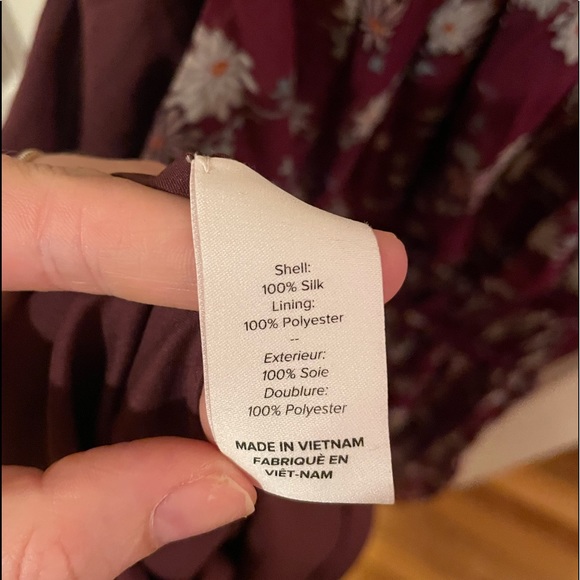 Shell:
100% Silk
Lining:
100% Polyester
--
Exterieur:
100% Soie
Doublure:
100% Polyester
MADE IN VIETNAM
FABRIQUÈ EN
VIÊT-NAM